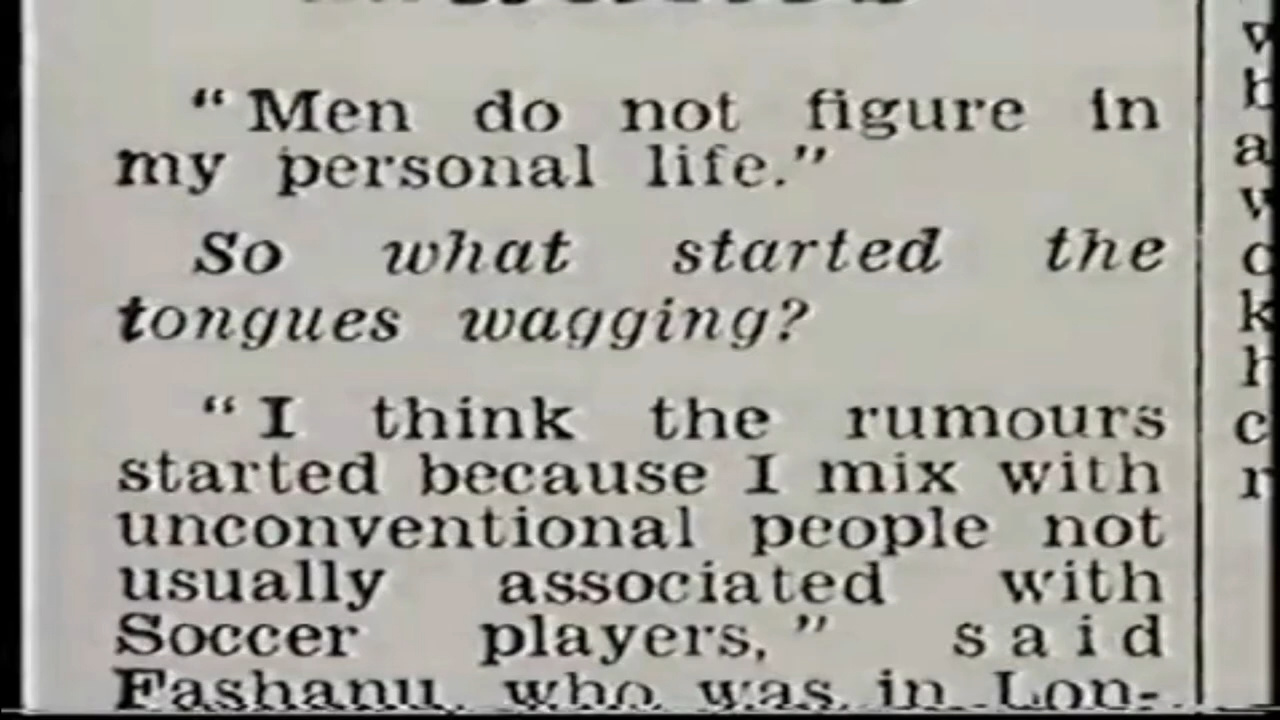 “Men do not figure in
my personal life.”
So what started the
tongues wagging?
“I think the rumours
started because I mix with
unconventional people not
usually associated with
Soccer players,” said
Fashanu, who was in Lon-